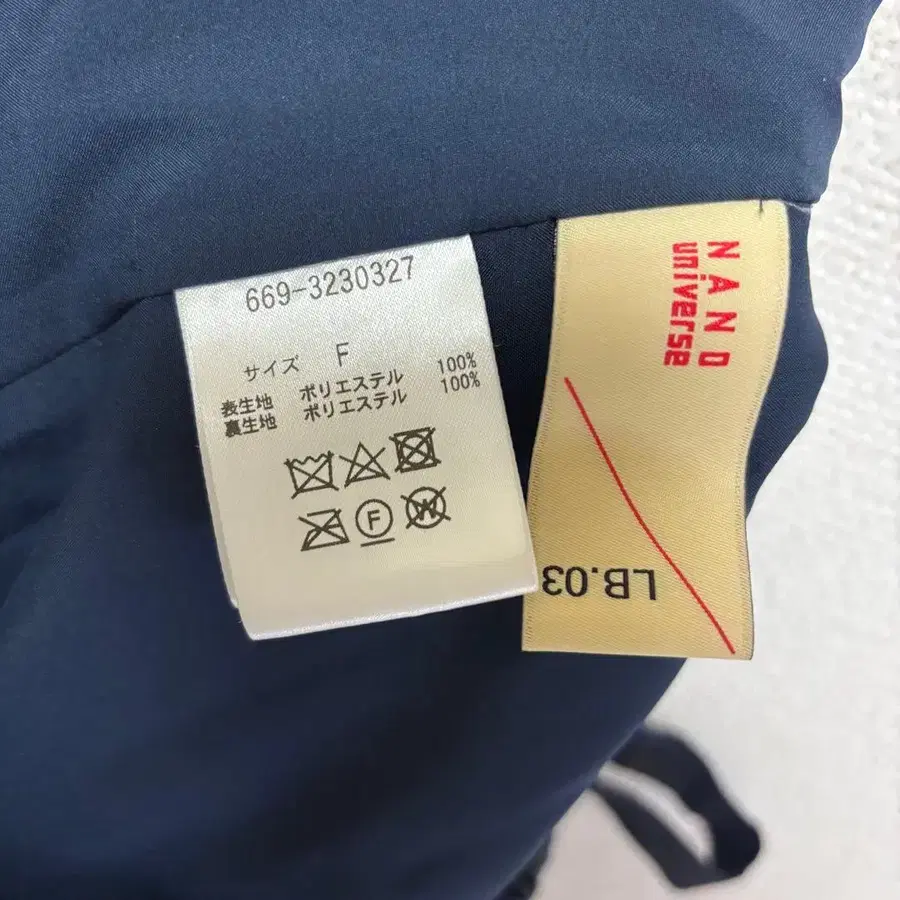 669-3230327
サイズ F
表生地 ポリエステル 100%
裏生地 ポリエステル 100%
F
W
NANO
universe
LB.03